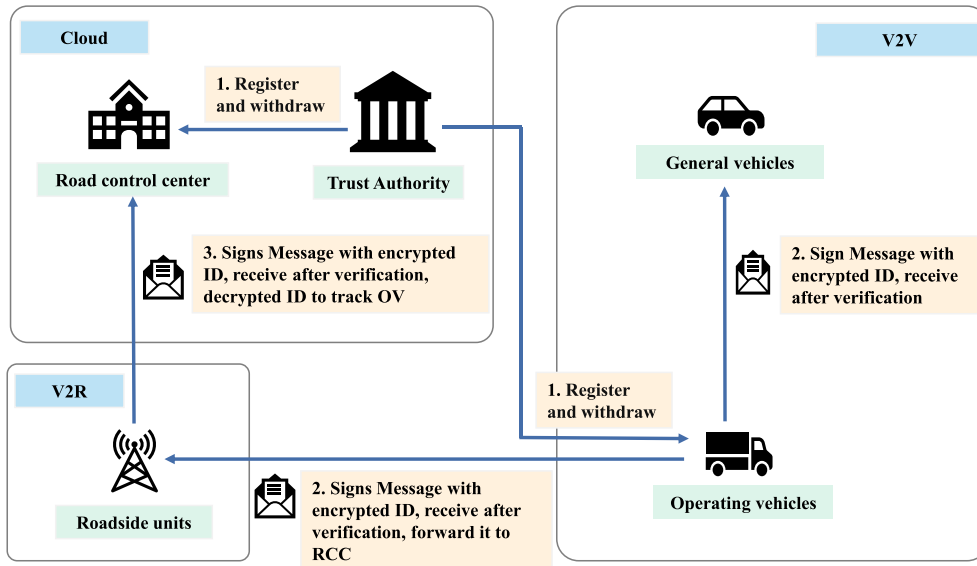 Cloud
1. Register
and withdraw
Road control center
Trust Authority
3. Signs Message with encrypted
ID, receive after verification,
decrypted ID to track OV
V2V
General vehicles
2. Sign Message with
encrypted ID, receive
after verification
1. Register
and withdraw
Operating vehicles
V2R
Roadside units
2. Signs Message with
encrypted ID, receive after
verification, forward it to
RCC